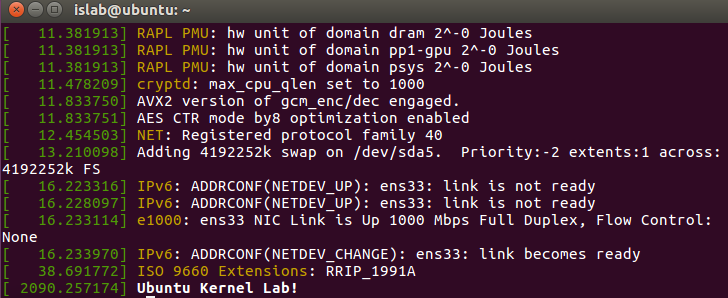 islab@ubuntu: ~
[   11.381913] RAPL PMU: hw unit of domain dram 2^-0 Joules
[   11.381913] RAPL PMU: hw unit of domain pp1-gpu 2^-0 Joules
[   11.381913] RAPL PMU: hw unit of domain psys 2^-0 Joules
[   11.478209] cryptd: max_cpu_qlen set to 1000
[   11.833750] AVX2 version of gcm_enc/dec engaged.
[   11.833751] AES CTR mode by8 optimization enabled
[   12.454503] NET: Registered protocol family 40
[   13.210098] Adding 4192252k swap on /dev/sda5.  Priority:-2 extents:1 across:
4192252k FS
[   16.223316] IPv6: ADDRCONF(NETDEV_UP): ens33: link is not ready
[   16.228097] IPv6: ADDRCONF(NETDEV_UP): ens33: link is not ready
[   16.233114] e1000: ens33 NIC Link is Up 1000 Mbps Full Duplex, Flow Control:
None
[   16.233970] IPv6: ADDRCONF(NETDEV_CHANGE): ens33: link becomes ready
[   38.691772] ISO 9660 Extensions: RRIP_1991A
[ 2090.257174] Ubuntu Kernel Lab!